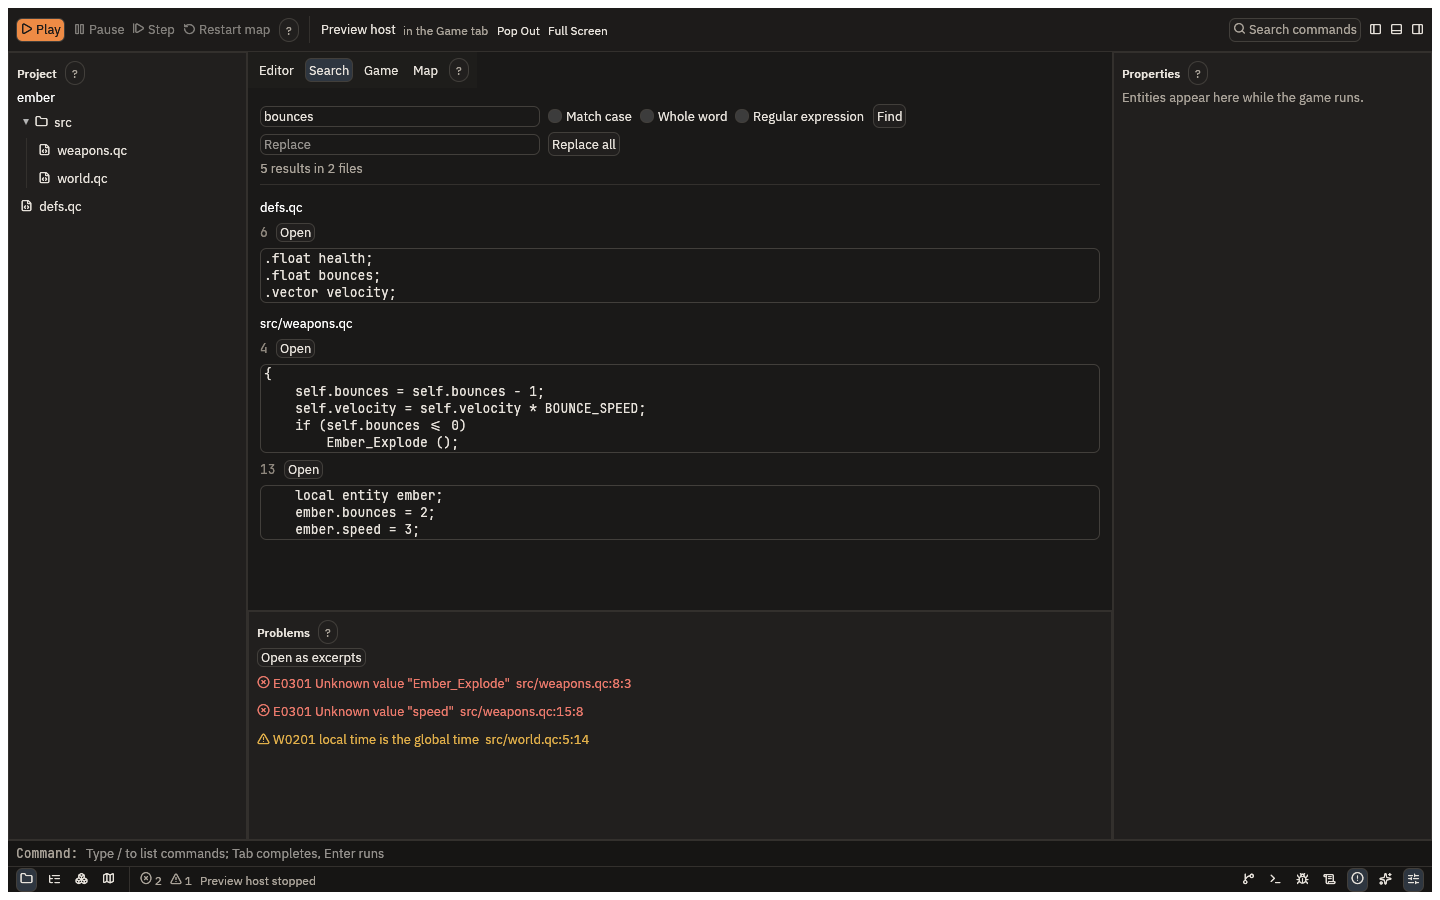 Play Pause Step Restart map ? Preview host in the Game tab Pop Out Full Screen Search commands
Project ?
ember
src
weapons.qc
world.qc
defs.qc
Editor Search Game Map ?
bounces Match case Whole word Regular expression Find
Replace Replace all
5 results in 2 files
defs.qc
6 Open
.float health;
.float bounces;
.vector velocity;
src/weapons.qc
4 Open
{
self.bounces = self.bounces - 1;
self.velocity = self.velocity * BOUNCE_SPEED;
if (self.bounces <= 0)
Ember_Explode ();
13 Open
local entity ember;
ember.bounces = 2;
ember.speed = 3;
Problems ?
Open as excerpts
E0301 Unknown value "Ember_Explode" src/weapons.qc:8:3
E0301 Unknown value "speed" src/weapons.qc:15:8
W0201 local time is the global time src/world.qc:5:14
Properties ?
Entities appear here while the game runs.
Command: Type / to list commands; Tab completes, Enter runs
2 1 Preview host stopped